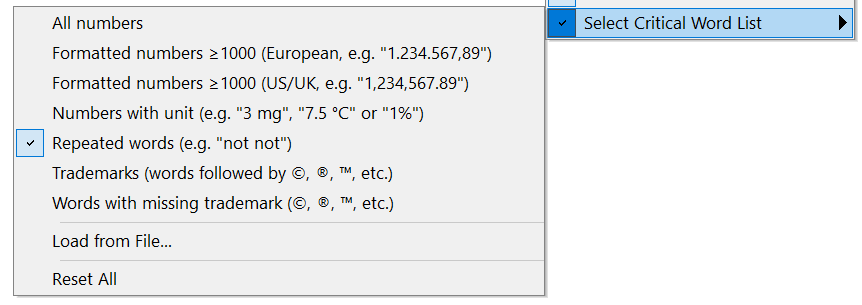 Select Critical Word List
All numbers
Formatted numbers ≥1000 (European, e.g. "1.234.567,89")
Formatted numbers ≥1000 (US/UK, e.g. "1,234,567.89")
Numbers with unit (e.g. "3 mg", "7.5 °C" or "1%")
Repeated words (e.g. "not not")
Trademarks (words followed by ©, ®, ™, etc.)
Words with missing trademark (©, ®, ™, etc.)
Load from File...
Reset All